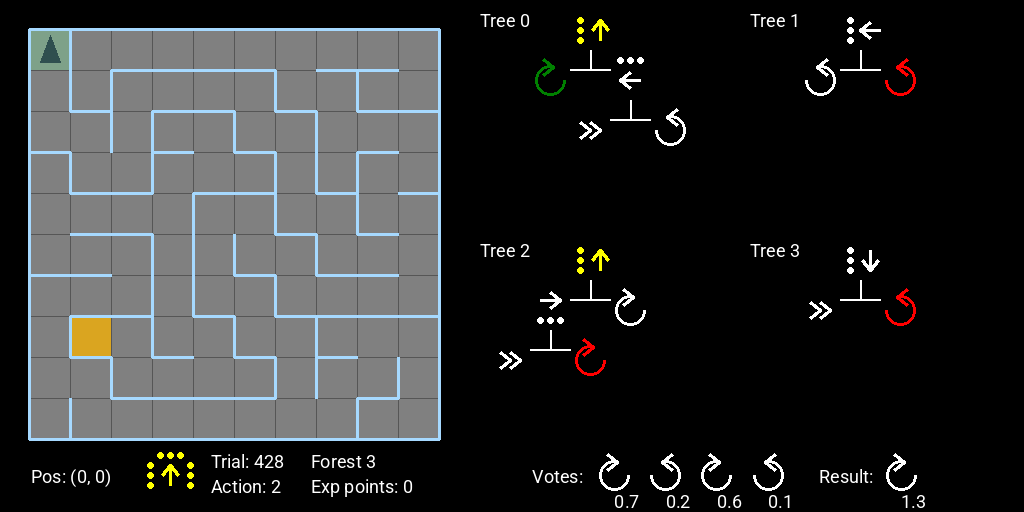 Tree 0
Tree 1
Tree 2
Tree 3
Pos: (0, 0)
Trial: 428
Forest 3
Action: 2
Exp points: 0
Votes:
0.7
0.2
0.6
0.1
Result:
1.3